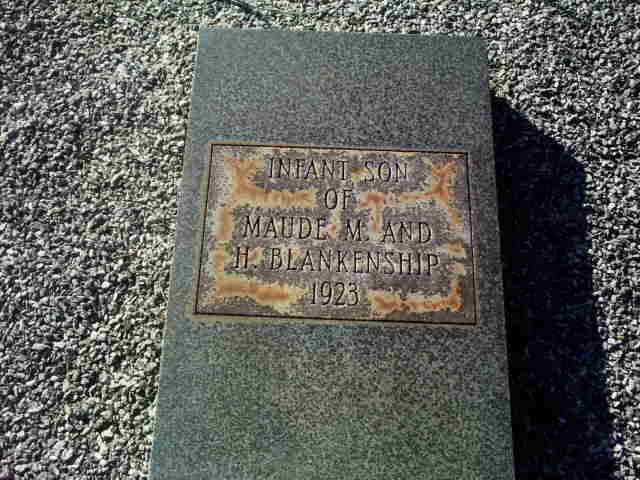 INFANT SON
OF
MAUDE M. AND
H. BLANKENSHIP
1923